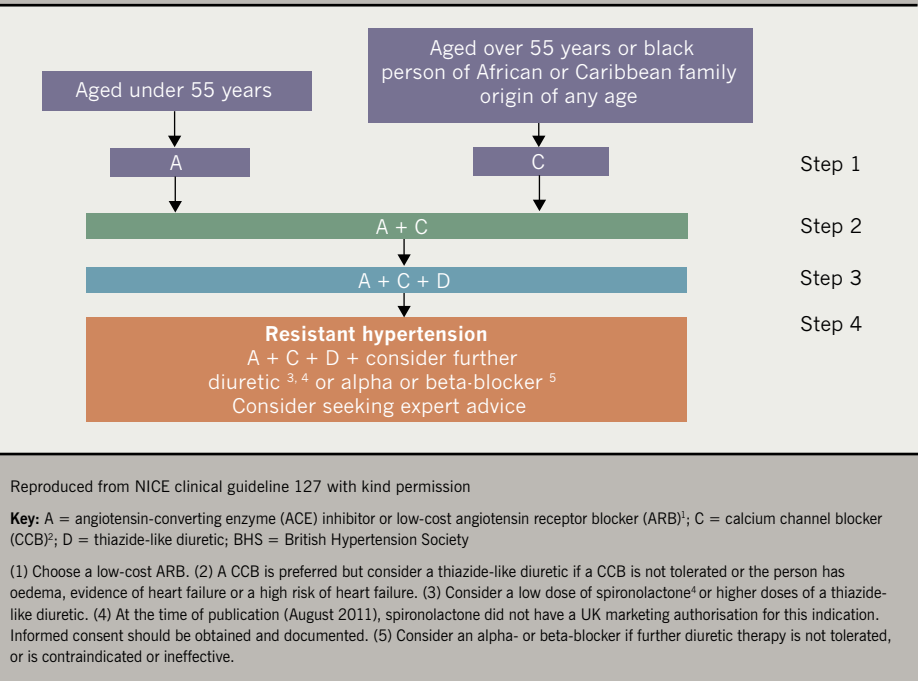 Aged under 55 years
Aged over 55 years or black
person of African or Caribbean family
origin of any age
A
C
Step 1
A + C
Step 2
A + C + D
Step 3
Step 4
Resistant hypertension
A + C + D + consider further
diuretic 3, 4 or alpha or beta-blocker 5
Consider seeking expert advice
Reproduced from NICE clinical guideline 127 with kind permission
Key: A = angiotensin-converting enzyme (ACE) inhibitor or low-cost angiotensin receptor blocker (ARB)1; C = calcium channel blocker
(CCB)2; D = thiazide-like diuretic; BHS = British Hypertension Society
(1) Choose a low-cost ARB. (2) A CCB is preferred but consider a thiazide-like diuretic if a CCB is not tolerated or the person has
oedema, evidence of heart failure or a high risk of heart failure. (3) Consider a low dose of spironolactone4 or higher doses of a thiazide-
like diuretic. (4) At the time of publication (August 2011), spironolactone did not have a UK marketing authorisation for this indication.
Informed consent should be obtained and documented. (5) Consider an alpha- or beta-blocker if further diuretic therapy is not tolerated,
or is contraindicated or ineffective.